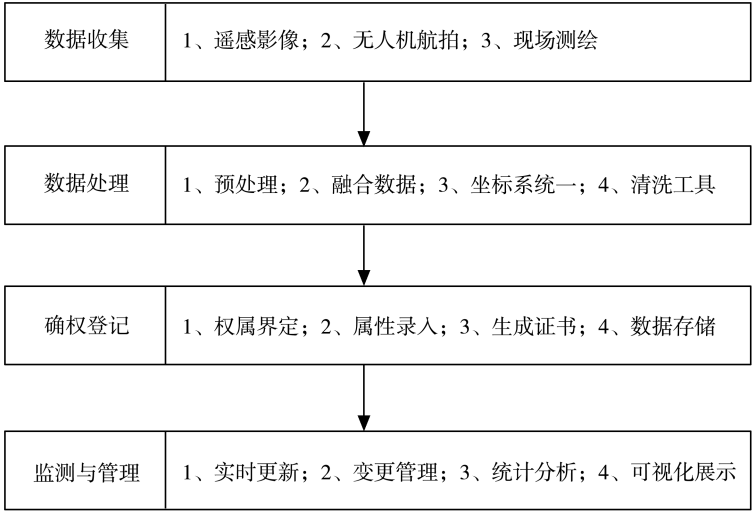 数据收集 1、遥感影像；2、无人机航拍；3、现场测绘
数据处理 1、预处理；2、融合数据；3、坐标系统一；4、清洗工具
确权登记 1、权属界定；2、属性录入；3、生成证书；4、数据存储
监测与管理 1、实时更新；2、变更管理；3、统计分析；4、可视化展示